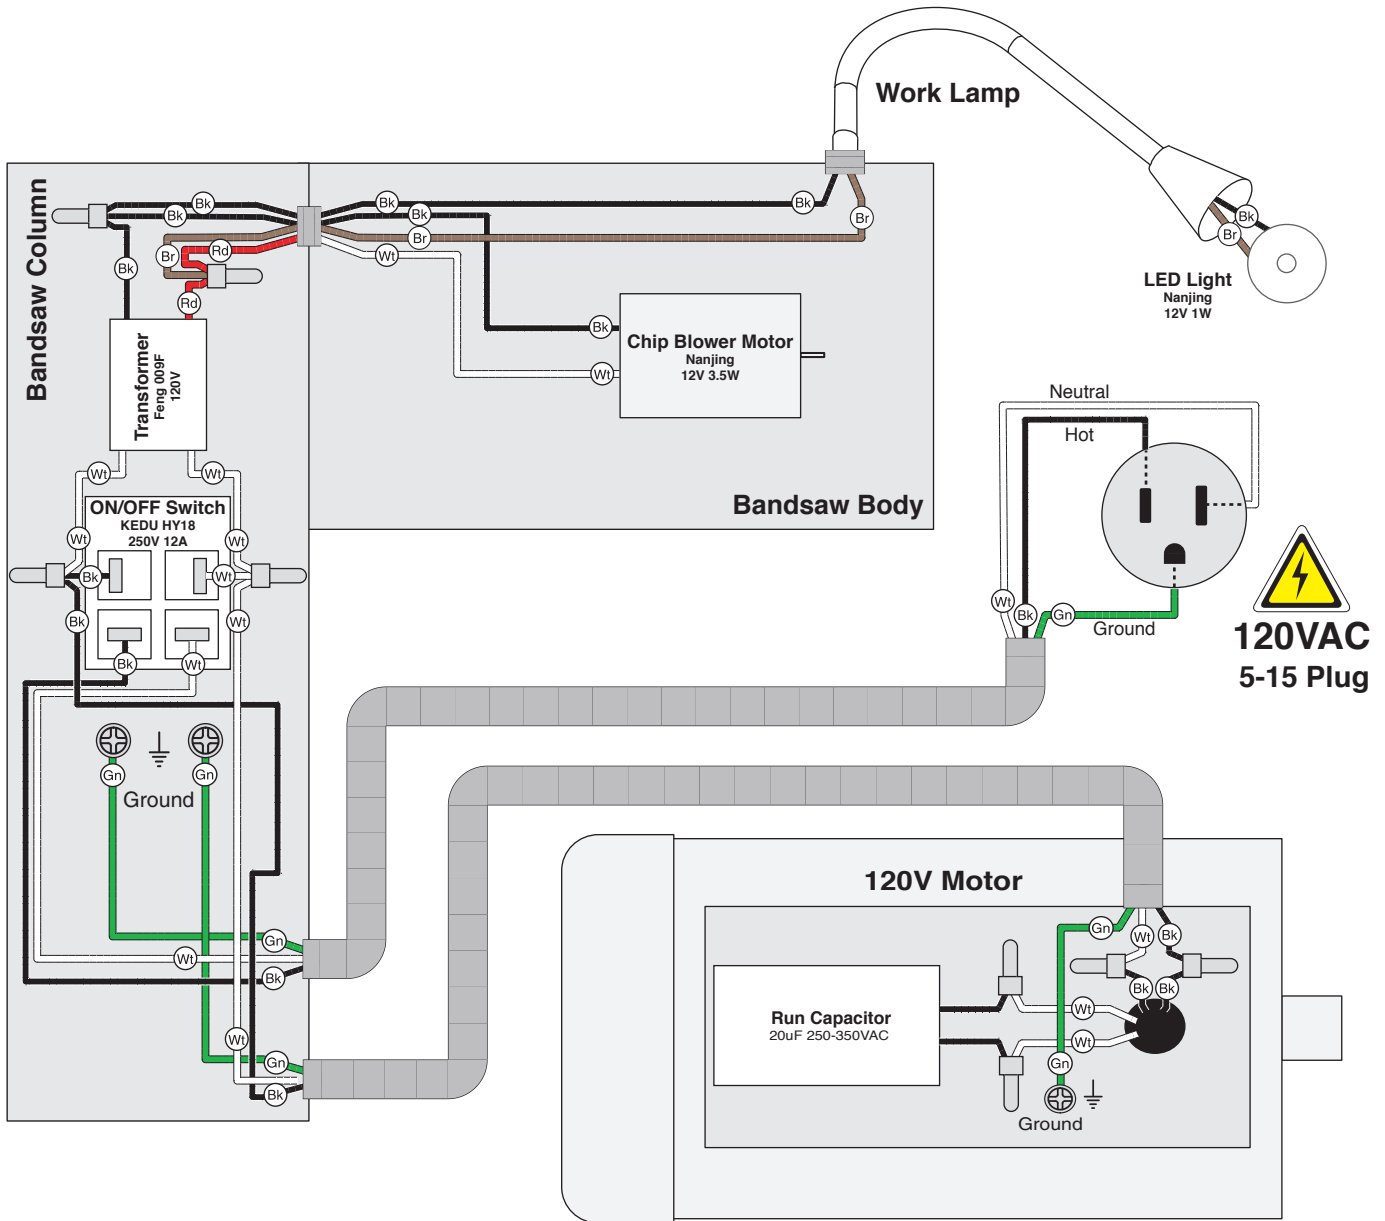 Work Lamp
Bandsaw Column
Bk
Bk
Bk
Bk
Bk
Br
Br
Rd
Br
Wt
Bk
Rd
Bk
Br
LED Light
Nanjing
12V 1W
Bk
Wt
Chip Blower Motor
Nanjing
12V 3.5W
Transformer
Feng 009F
120V
Neutral
Hot
Wt
Wt
Bandsaw Body
ON/OFF Switch
KEDU HY18
250V 12A
Wt
Wt
Bk
Wt
Bk
Wt
Bk
Wt
Wt
Bk
Gn
Ground
120VAC
5-15 Plug
Gn
Gn
Ground
120V Motor
Gn
Wt
Bk
Gn
Wt
Bk
Bk
Bk
Run Capacitor
20uF 250-350VAC
Wt
Wt
Wt
Gn
Gn
Bk
Ground